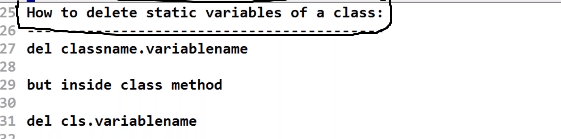 25 How to delete static variables of a class:
26 ----------------------------------------
27 del classname.variablename
28
29 but inside class method
30
31 del cls.variablename